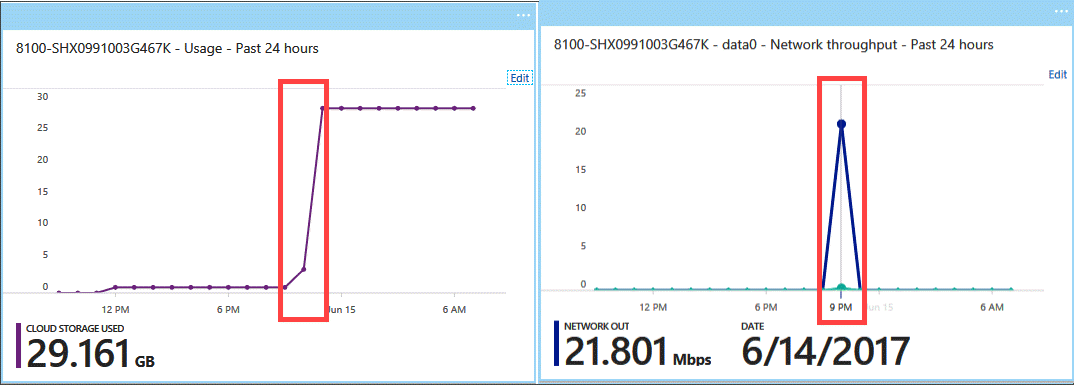 8100-SHX0991003G467K - Usage - Past 24 hours
Edit
30
25
20
15
10
5
0
12 PM
6 PM
Jun 15
6 AM
CLOUD STORAGE USED
29.161 GB
8100-SHX0991003G467K - data0 - Network throughput - Past 24 hours
Edit
25
20
15
10
5
0
12 PM
6 PM
9 PM
Jun 15
6 AM
NETWORK OUT
21.801 Mbps
DATE
6/14/2017